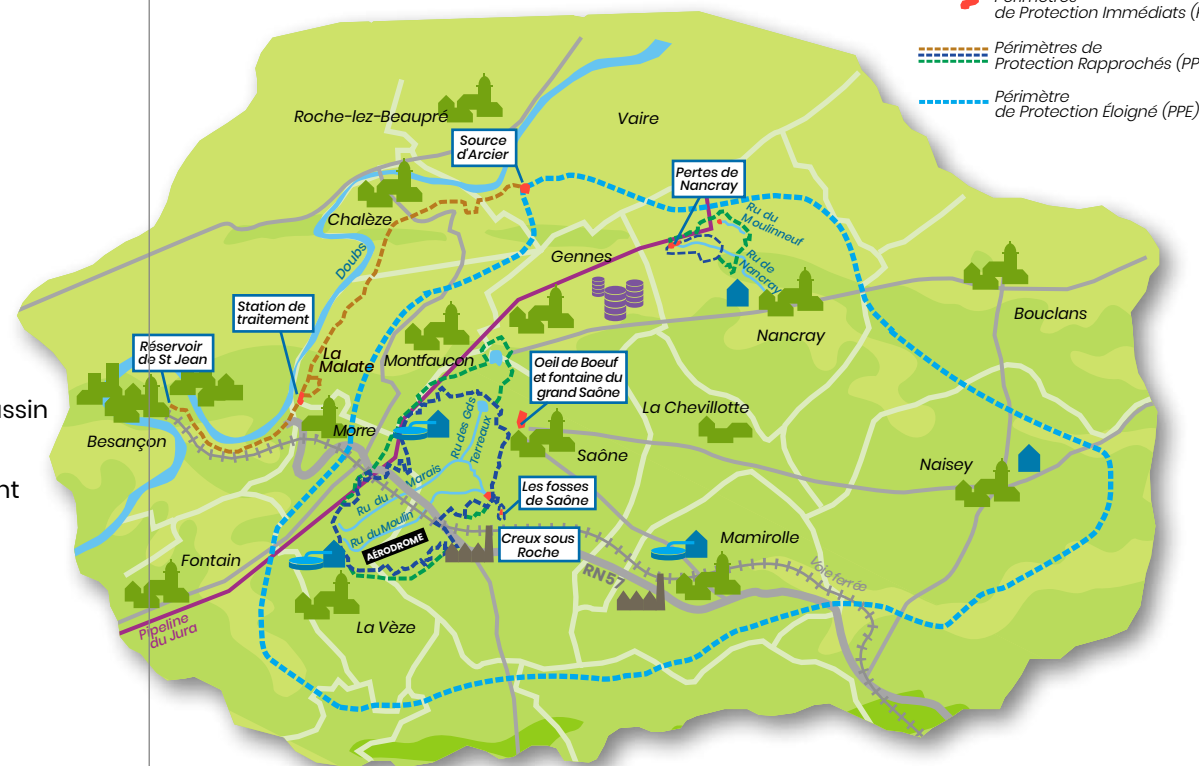 Périmètres
de Protection Immédiats (P
Périmètres de
Protection Rapprochés (PP
Périmètre
de Protection Éloigné (PPE)
Roche-lez-Beaupré
Vaire
Source
d'Arcier
Pertes de
Nancray
Chalèze
Ru du
Moulinneuf
Doubs
Gennes
Ru de
Nancray
Bouclans
Station de
traitement
Nancray
Réservoir
de St Jean
La
Malate
Montfaucon
Oeil de Boeuf
et fontaine du
grand Saône
ssin
La Chevillotte
Besançon
Morre
Ru des Gas
Terreaux
Saône
Naisey
nt
Ru du Marais
Les fosses
de Saône
Ru du Moulin
AÉRODROME
Creux sous
Roche
Mamirolle
Fontain
RN57
Voie ferrée
Pipeline
du Jura
La Vèze